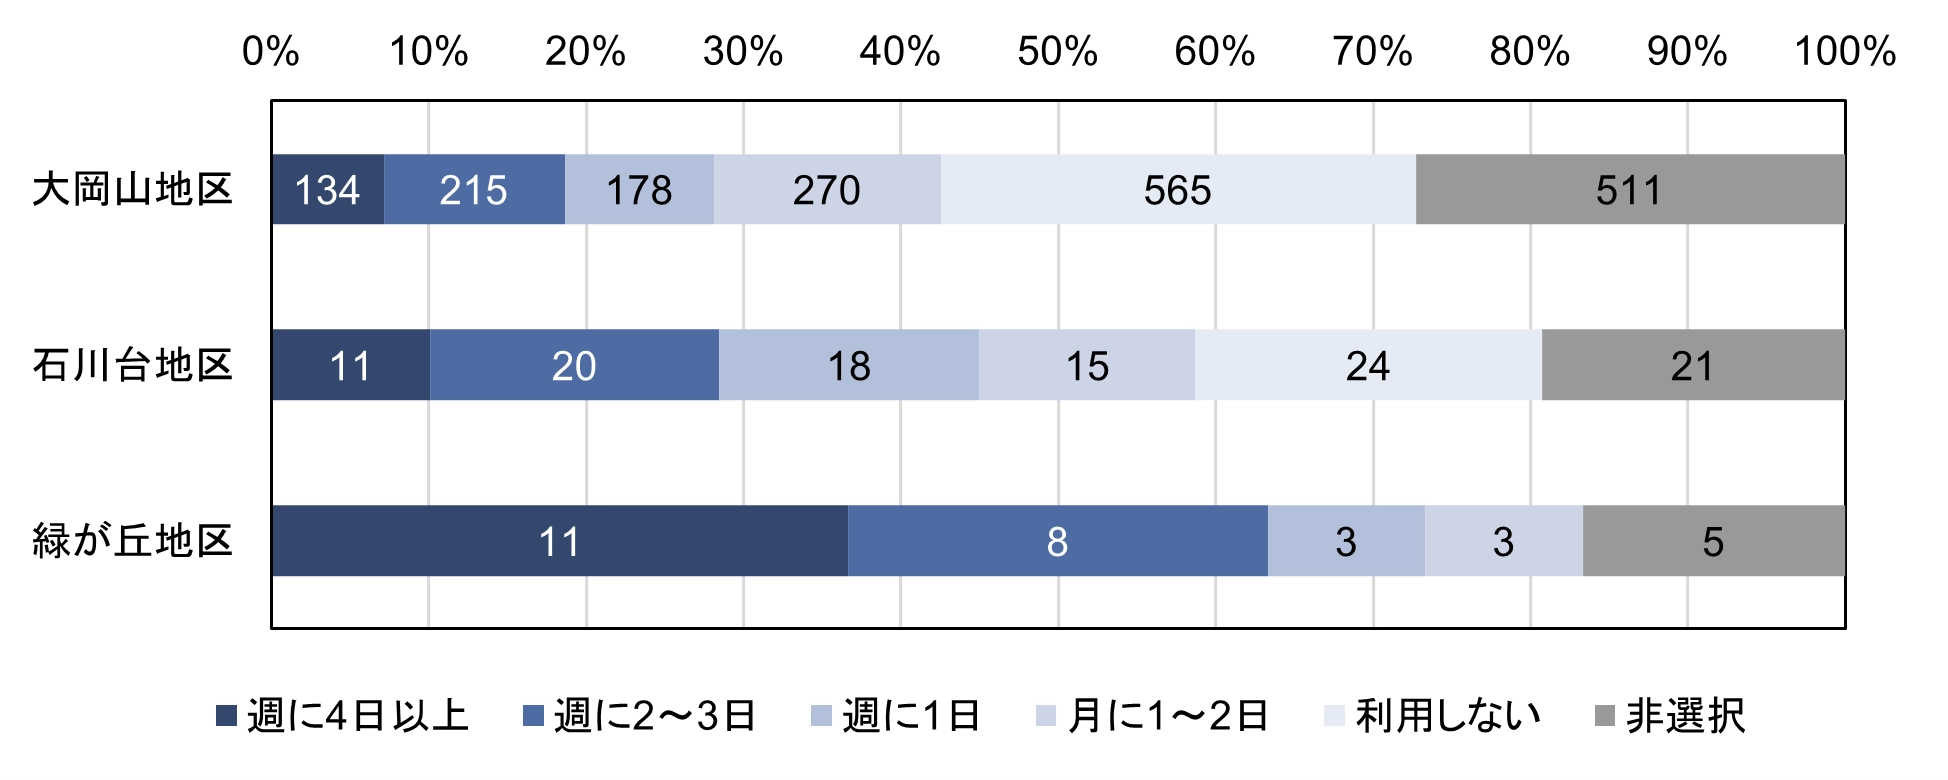 0% 10% 20% 30% 40% 50% 60% 70% 80% 90% 100%
大岡山地区 134 215 178 270 565 511
石川台地区 11 20 18 15 24 21
緑が丘地区 11 8 3 3 5
週に4日以上 週に2～3日 週に1日 月に1～2日 利用しない 非選択